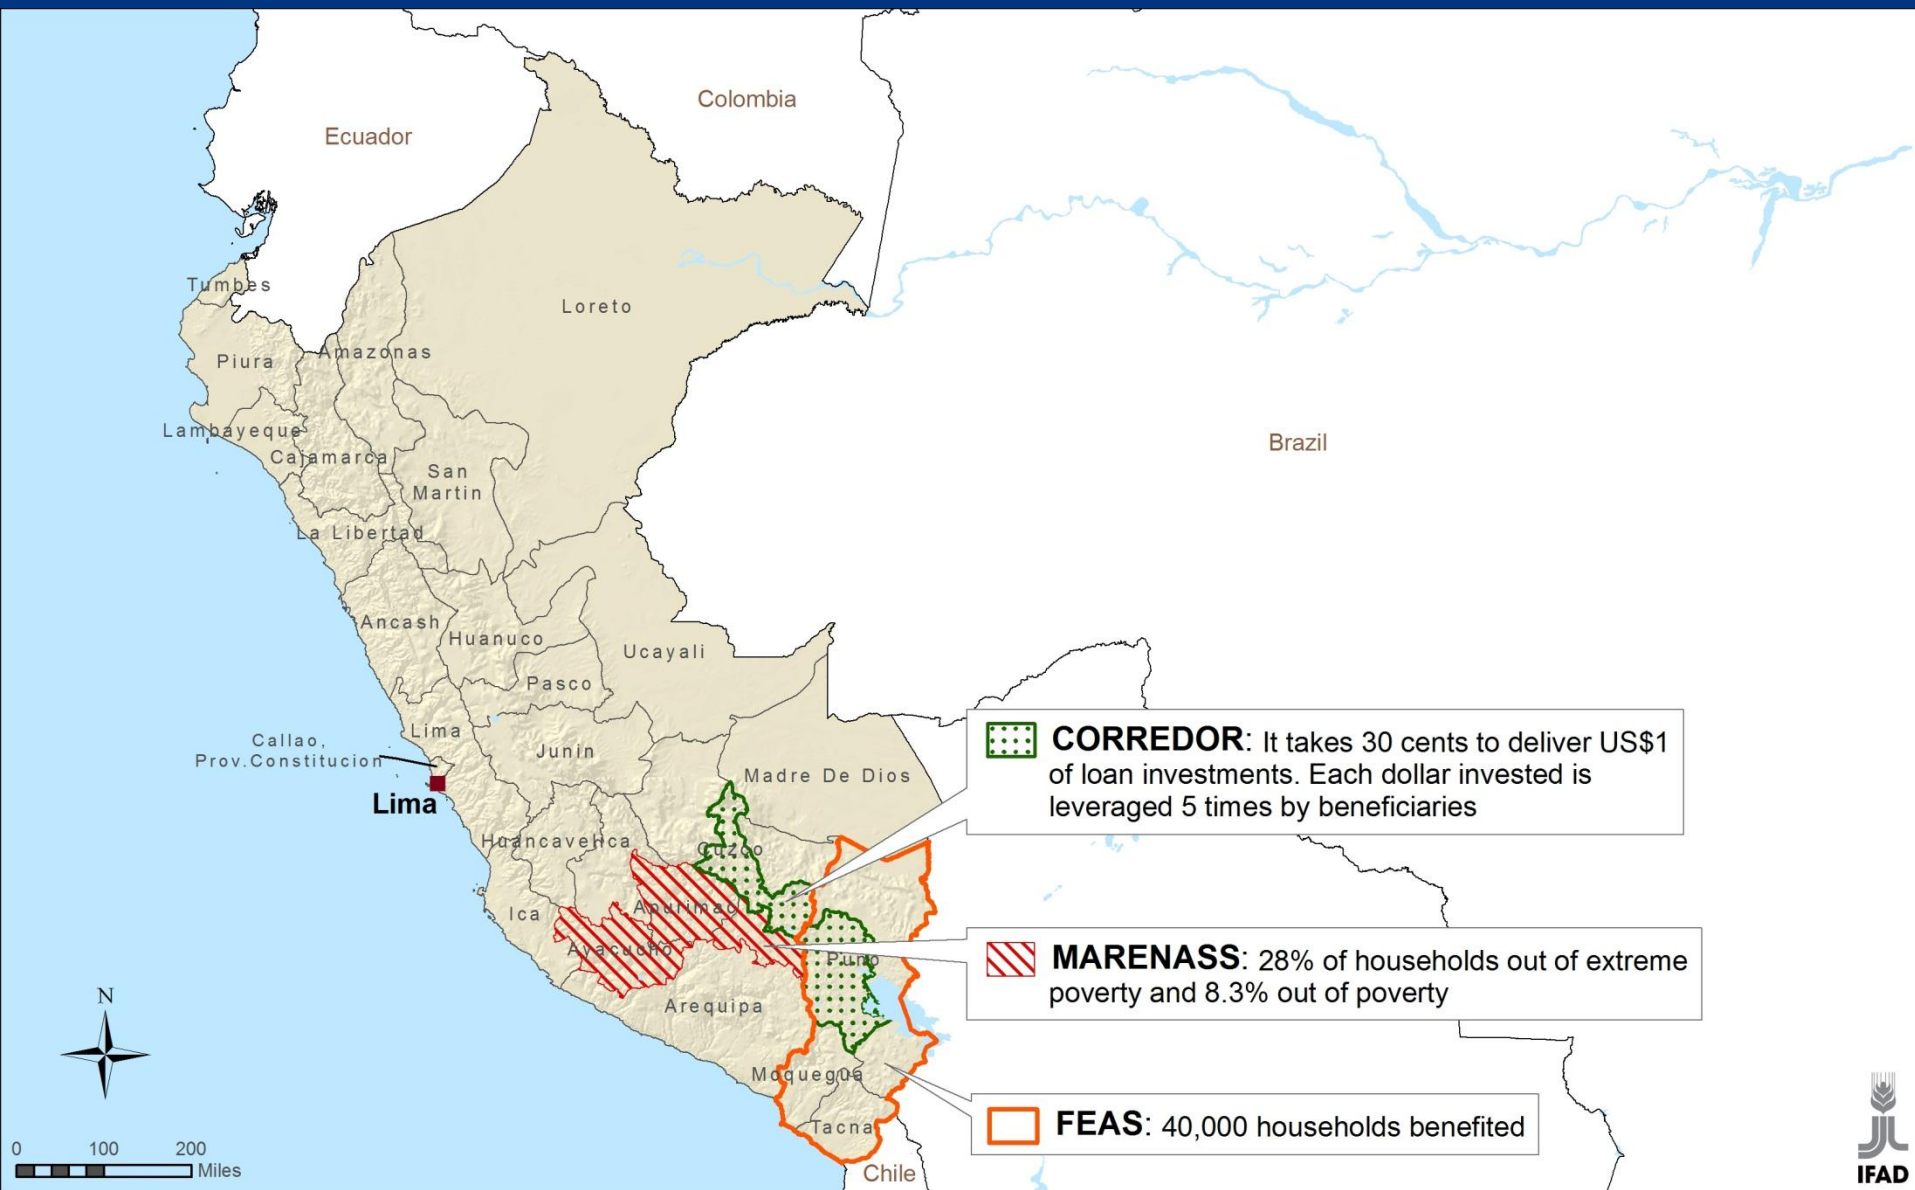 Colombia
Ecuador
Tumbes
Loreto
Piura
Amazonas
Lambayeque
Cajamarca
San
Martin
Brazil
La Libertad
Ancash
Huanuco
Ucayali
Pasco
Lima
Callao,
Prov.Constitucion
Junin
Madre De Dios
Lima
CORREDOR: It takes 30 cents to deliver US$1
of loan investments. Each dollar invested is
leveraged 5 times by beneficiaries
Huancavelica
Cuzco
Ica
Apurimac
Ayacucho
Puno
MARENASS: 28% of households out of extreme
poverty and 8.3% out of poverty
Arequipa
N
Moquegua
FEAS: 40,000 households benefited
Tacna
Chile
0 100 200
Miles
IFAD